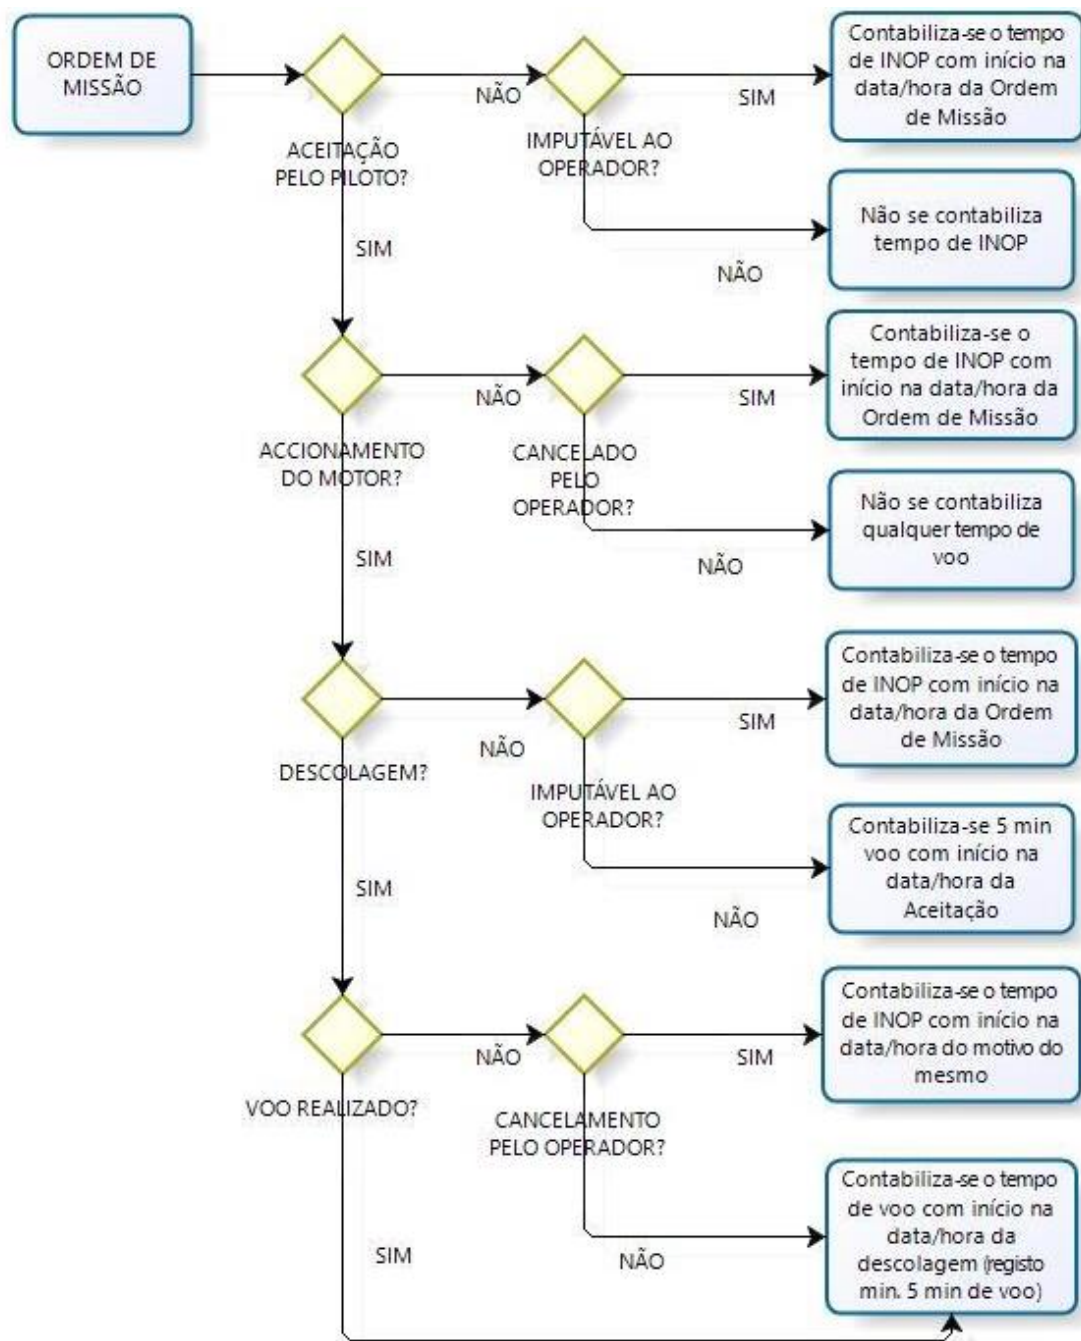 ORDEM DE
MISSÃO
ACEITAÇÃO
PELO PILOTO?
NÃO
IMPUTÁVEL AO
OPERADOR?
SIM
Contabiliza-se o tempo
de INOP com início na
data/hora da Ordem
de Missão
NÃO
Não se contabiliza
tempo de INOP
SIM
ACCIONAMENTO
DO MOTOR?
NÃO
CANCELADO
PELO
OPERADOR?
SIM
Contabiliza-se o
tempo de INOP com
início na data/hora da
Ordem de Missão
NÃO
Não se contabiliza
qualquer tempo de
voo
SIM
DESCOLAGEM?
NÃO
IMPUTÁVEL AO
OPERADOR?
SIM
Contabiliza-se o tempo
de INOP com início na
data/hora da Ordem
de Missão
NÃO
Contabiliza-se 5 min
voo com início na
data/hora da
Aceitação
SIM
VOO REALIZADO?
NÃO
CANCELAMENTO
PELO OPERADOR?
SIM
Contabiliza-se o tempo
de INOP com início na
data/hora do motivo do
mesmo
NÃO
Contabiliza-se o tempo
de voo com início na
data/hora da
descolagem (registo
min. 5 min de voo)
SIM